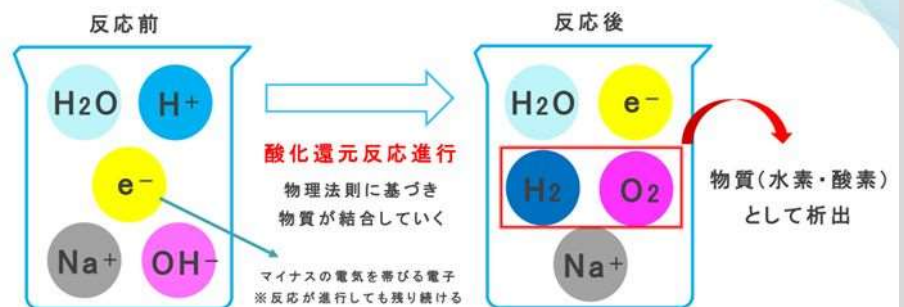 反応前
H2O
H+
e−
Na+
OH−
酸化還元反応進行
物理法則に基づき
物質が結合していく
マイナスの電気を帯びる電子
※反応が進行しても残り続ける
反応後
H2O
e−
H2
O2
Na+
物質(水素・酸素)
として析出